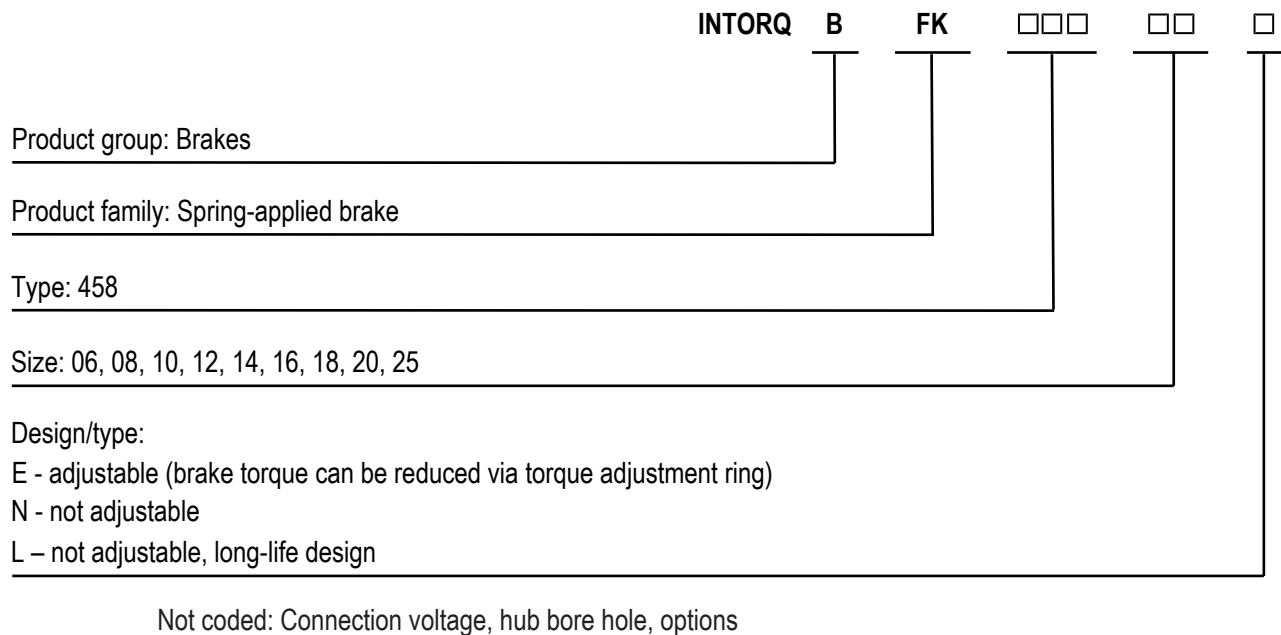 INTORQ B FK □□□ □□ □
Product group: Brakes
Product family: Spring-applied brake
Type: 458
Size: 06, 08, 10, 12, 14, 16, 18, 20, 25
Design/type:
E - adjustable (brake torque can be reduced via torque adjustment ring)
N - not adjustable
L – not adjustable, long-life design
Not coded: Connection voltage, hub bore hole, options